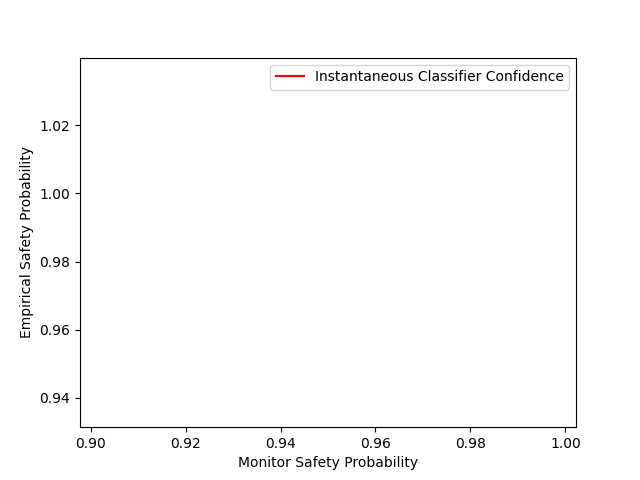 Instantaneous Classifier Confidence
1.02
1.00
0.98
0.96
0.94
Empirical Safety Probability
0.90 0.92 0.94 0.96 0.98 1.00
Monitor Safety Probability